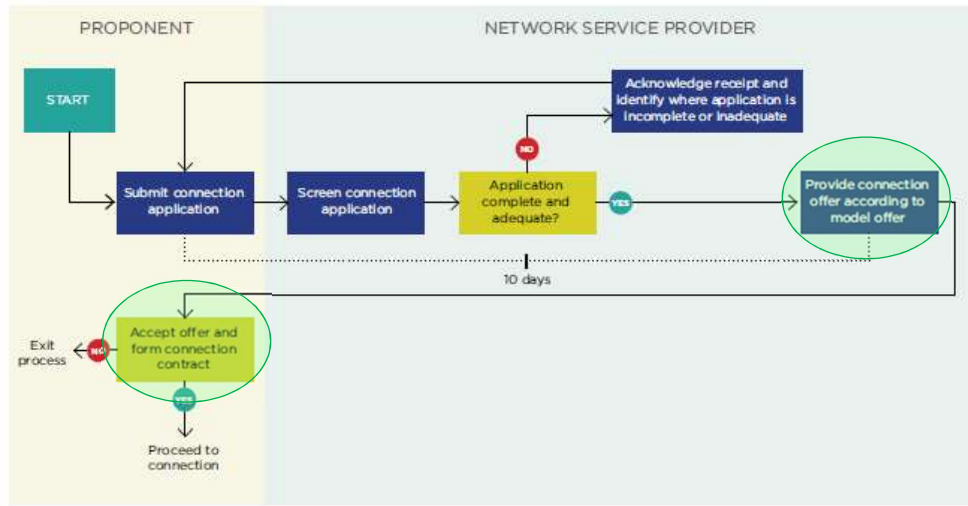 PROPONENT
NETWORK SERVICE PROVIDER
START
Acknowledge receipt and
identify where application is
incomplete or inadequate
NO
Submit connection
application
Screen connection
application
Application
complete and
adequate?
YES
Provide connection
offer according to
model offer
10 days
Accept offer and
form connection
contract
NO
Exit
process
YES
Proceed to
connection